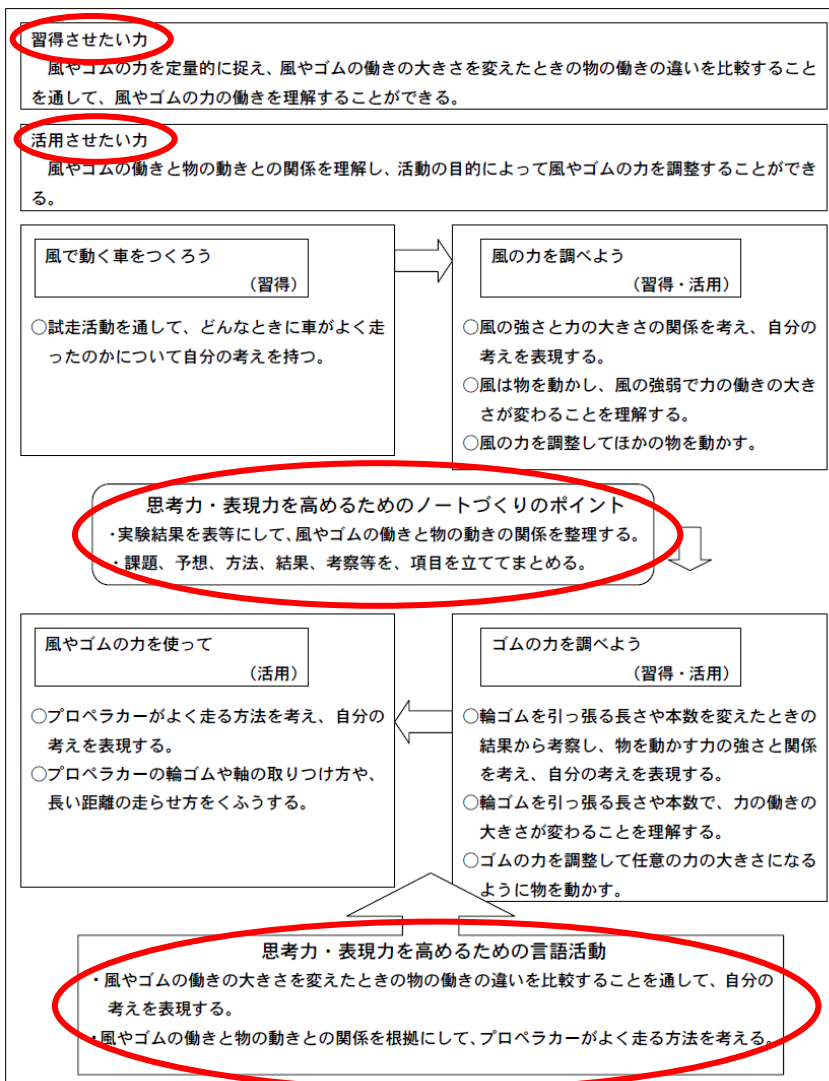 習得させたい力
風やゴムの力を定量的に捉え、風やゴムの働きの大きさを変えたときの物の働きの違いを比較すること
を通して、風やゴムの力の働きを理解することができる。
活用させたい力
風やゴムの働きと物の動きとの関係を理解し、活動の目的によって風やゴムの力を調整することができ
る。
風で動く車をつくろう
（習得）
○試走活動を通して、どんなときに車がよく走
ったのかについて自分の考えを持つ。
風の力を調べよう
（習得・活用）
○風の強さと力の大きさの関係を考え、自分の
考えを表現する。
○風は物を動かし、風の強弱で力の働きの大き
さが変わることを理解する。
○風の力を調整してほかの物を動かす。
思考力・表現力を高めるためのノートづくりのポイント
・実験結果を表等にして、風やゴムの働きと物の動きの関係を整理する。
・課題、予想、方法、結果、考察等を、項目を立ててまとめる。
風やゴムの力を使って
（活用）
○プロペラカーがよく走る方法を考え、自分の
考えを表現する。
○プロペラカーの輪ゴムや軸の取りつけ方や、
長い距離の走らせ方をくふうする。
ゴムの力を調べよう
（習得・活用）
○輪ゴムを引っ張る長さや本数を変えたときの
結果から考察し、物を動かす力の強さと関係
を考え、自分の考えを表現する。
○輪ゴムを引っ張る長さや本数で、力の働きの
大きさが変わることを理解する。
○ゴムの力を調整して任意の力の大きさになる
ように物を動かす。
思考力・表現力を高めるための言語活動
・風やゴムの働きの大きさを変えたときの物の働きの違いを比較することを通して、自分の
考えを表現する。
・風やゴムの働きと物の動きとの関係を根拠にして、プロペラカーがよく走る方法を考える。